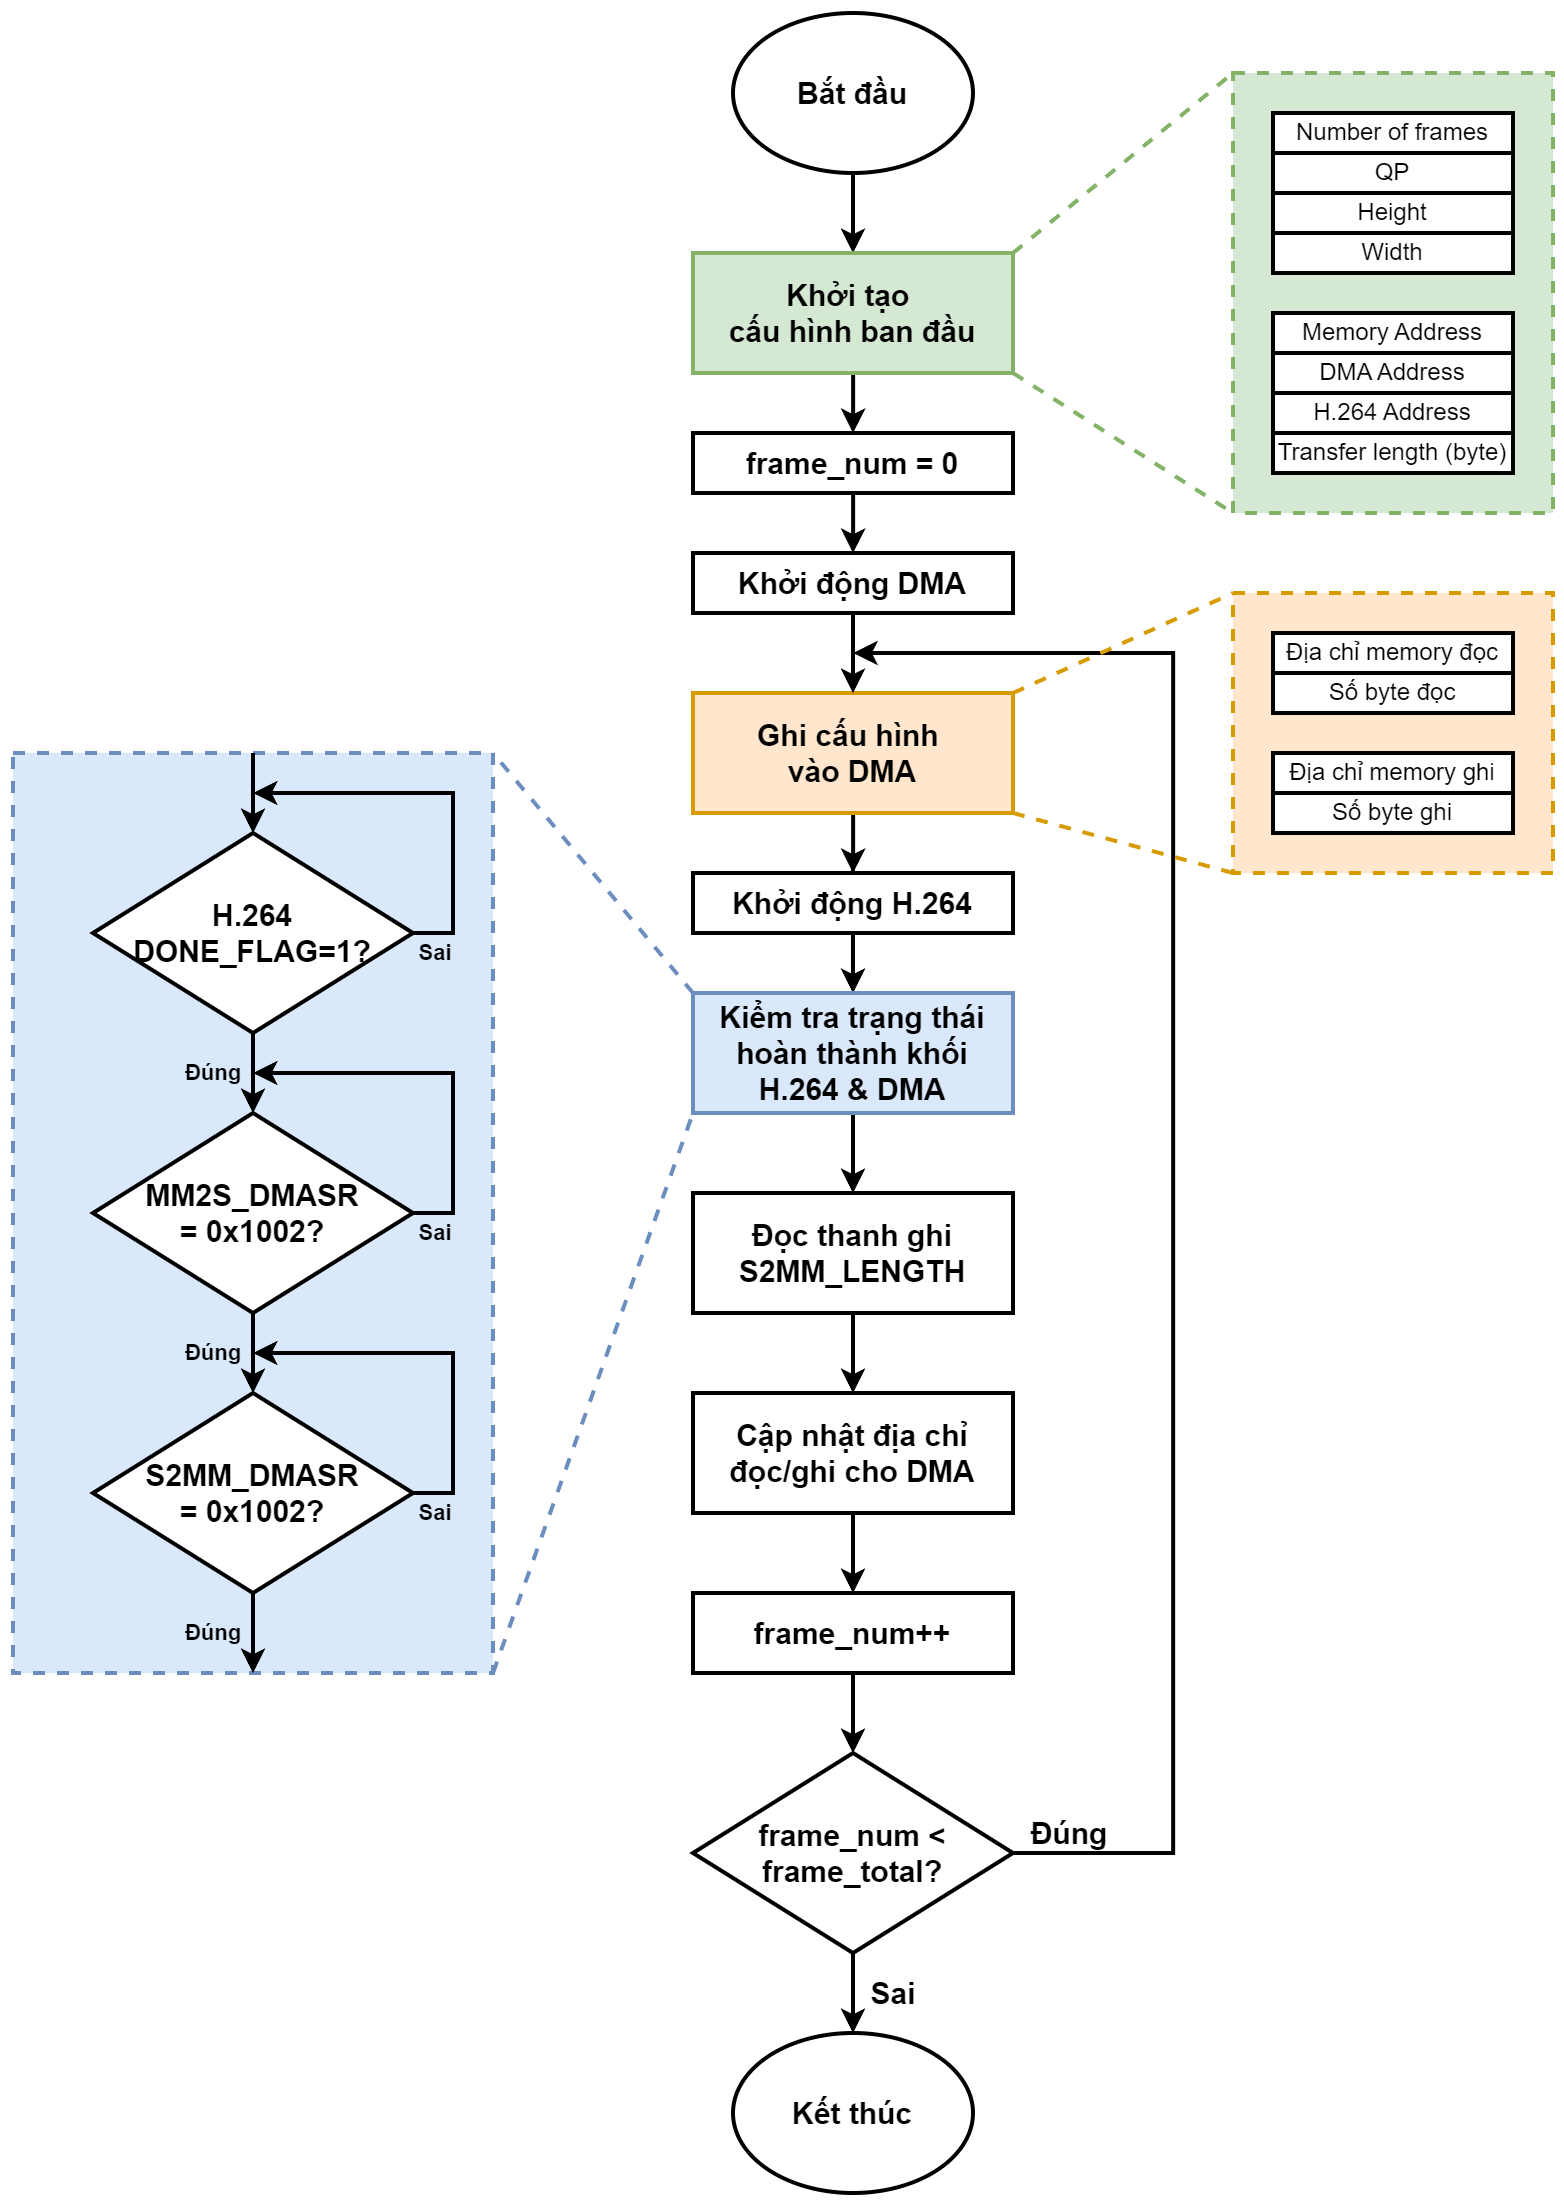 Bắt đầu
Khởi tạo
cấu hình ban đầu
Number of frames
QP
Height
Width
Memory Address
DMA Address
H.264 Address
Transfer length (byte)
frame_num = 0
Khởi động DMA
Ghi cấu hình
vào DMA
Địa chỉ memory đọc
Số byte đọc
Địa chỉ memory ghi
Số byte ghi
Khởi động H.264
Kiểm tra trạng thái
hoàn thành khối
H.264 & DMA
H.264
DONE_FLAG=1?
Sai
Đúng
MM2S_DMASR
= 0x1002?
Sai
Đúng
S2MM_DMASR
= 0x1002?
Sai
Đúng
Đọc thanh ghi
S2MM_LENGTH
Cập nhật địa chỉ
đọc/ghi cho DMA
frame_num++
frame_num <
frame_total?
Đúng
Sai
Kết thúc